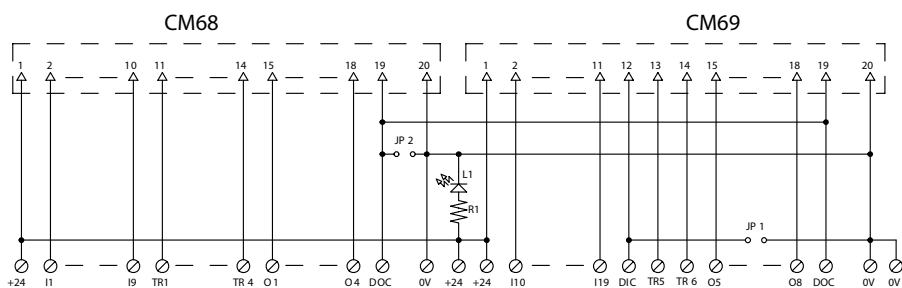 CM68 CM69
1 2 10 11 14 15 18 19 20 1 2 11 12 13 14 15 18 19 20
JP 2
L1
R1
JP 1
+24 I1 I9 TR1 TR 4 O 1 O 4 DOC 0V +24 +24 I10 I19 DIC TR5 TR 6 O5 O8 DOC 0V 0V